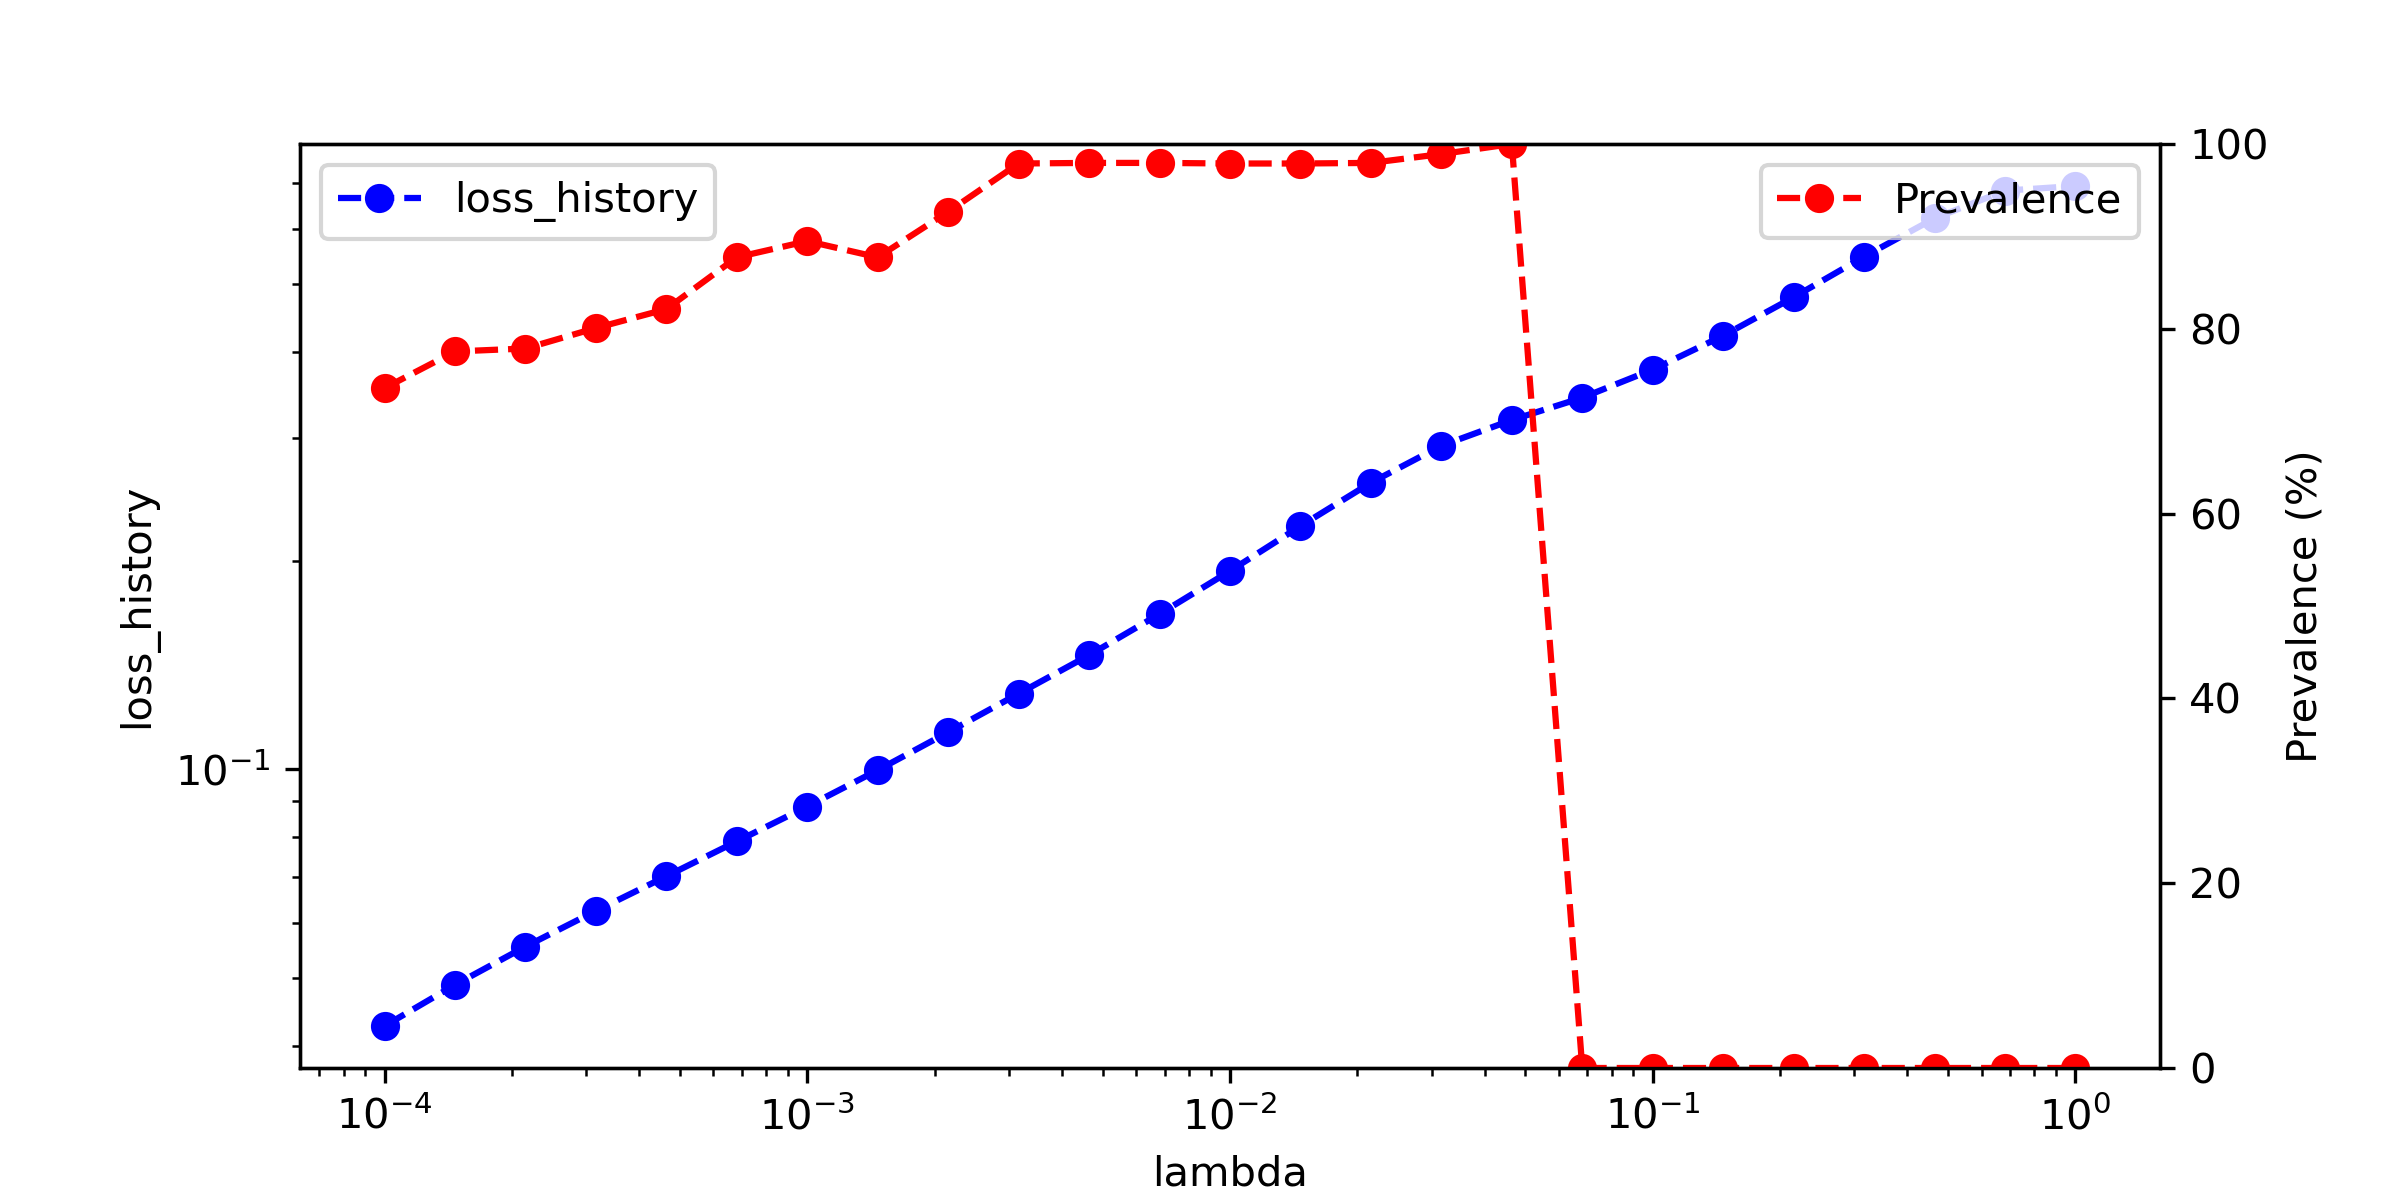 loss_history
Prevalence
100
80
60
40
20
0
10⁻¹
loss_history
Prevalence (%)
10⁻⁴ 10⁻³ 10⁻² 10⁻¹ 10⁰
lambda